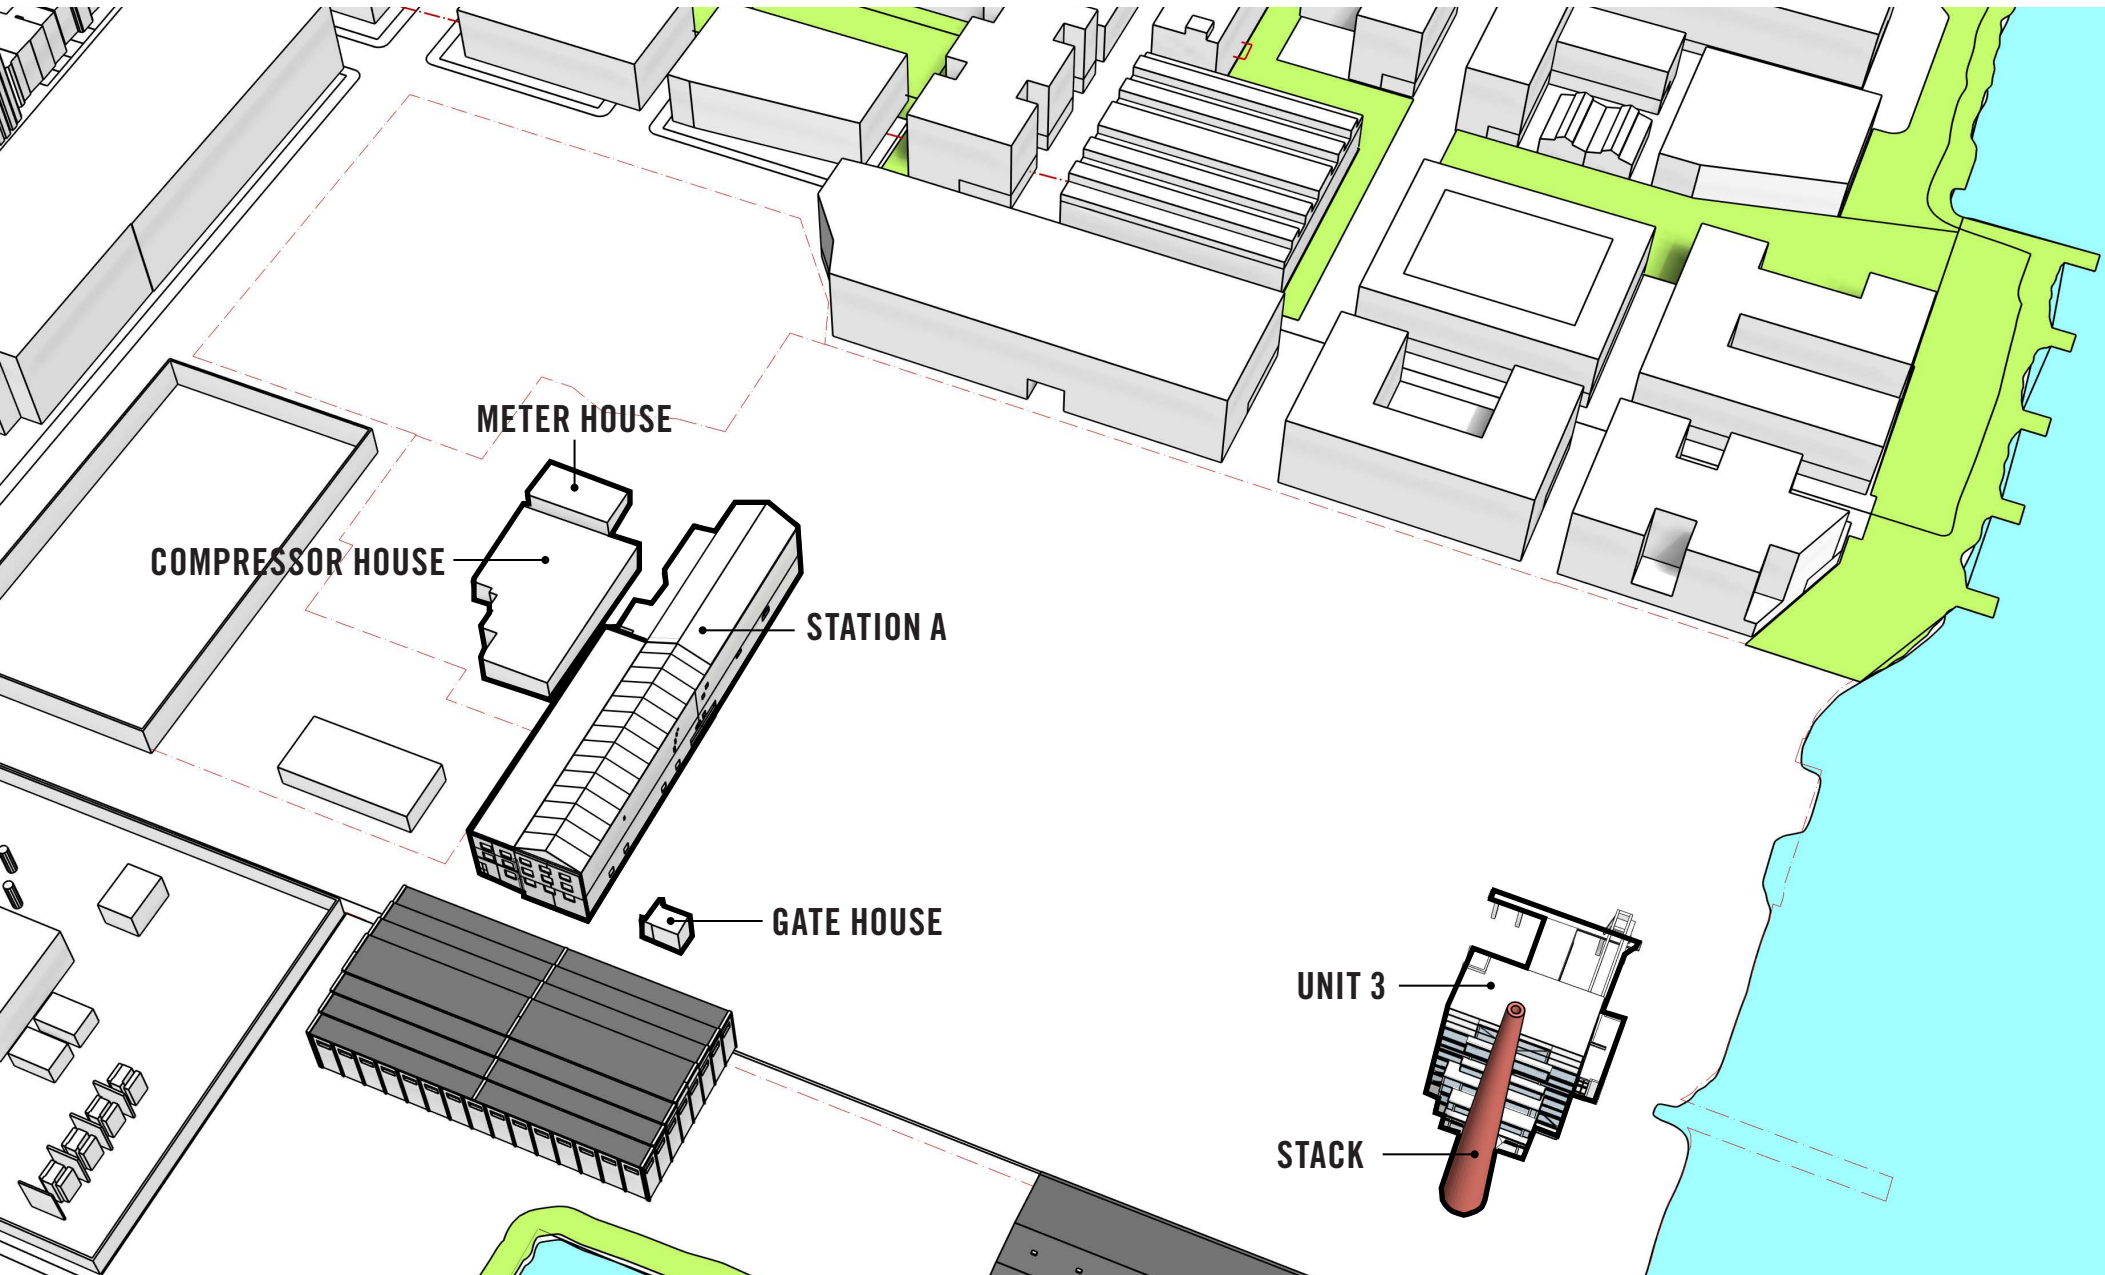 METER HOUSE
COMPRESSOR HOUSE
STATION A
GATE HOUSE
UNIT 3
STACK